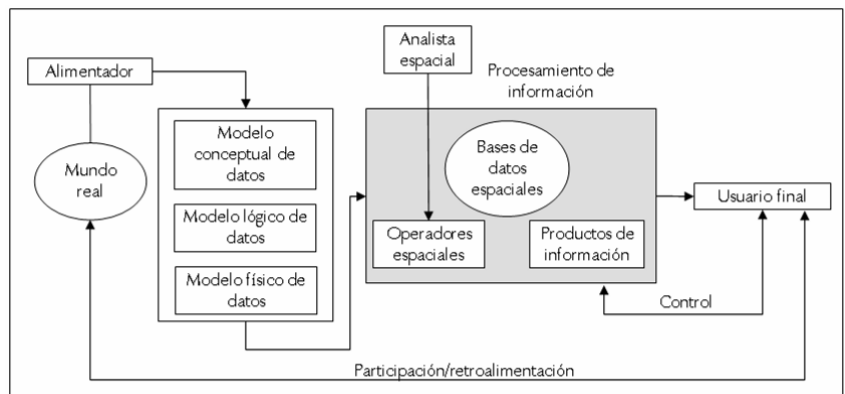 Analista
espacial
Alimentador
Procesamiento de
información
Modelo
conceptual de
datos
Bases de
datos
espaciales
Mundo
real
Usuario final
Modelo lógico de
datos
Operadores
espaciales
Productos de
información
Modelo físico de
datos
Control
Participación/retroalimentación